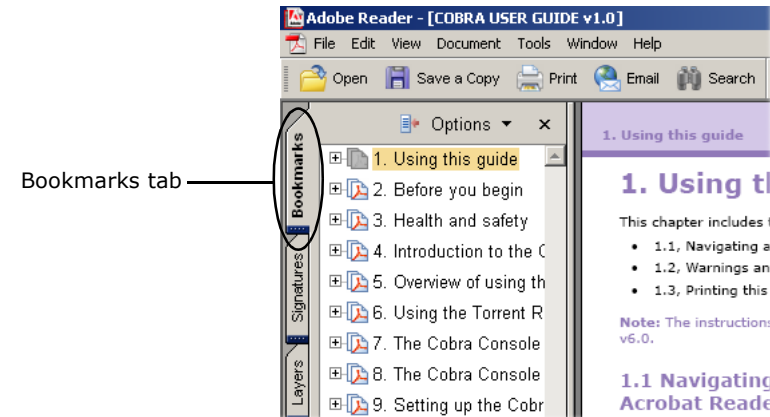 Adobe Reader - [COBRA USER GUIDE v1.0]
File Edit View Document Tools Window Help
Open Save a Copy Print Email Search
Bookmarks tab
Bookmarks
Signatures
Layers
Options
1. Using this guide
2. Before you begin
3. Health and safety
4. Introduction to the C
5. Overview of using th
6. Using the Torrent R
7. The Cobra Console
8. The Cobra Console
9. Setting up the Cobr
1. Using this guide
1. Using t
This chapter includes
• 1.1, Navigating a
• 1.2, Warnings an
• 1.3, Printing this
Note: The instructions
v6.0.
1.1 Navigating
Acrobat Reade